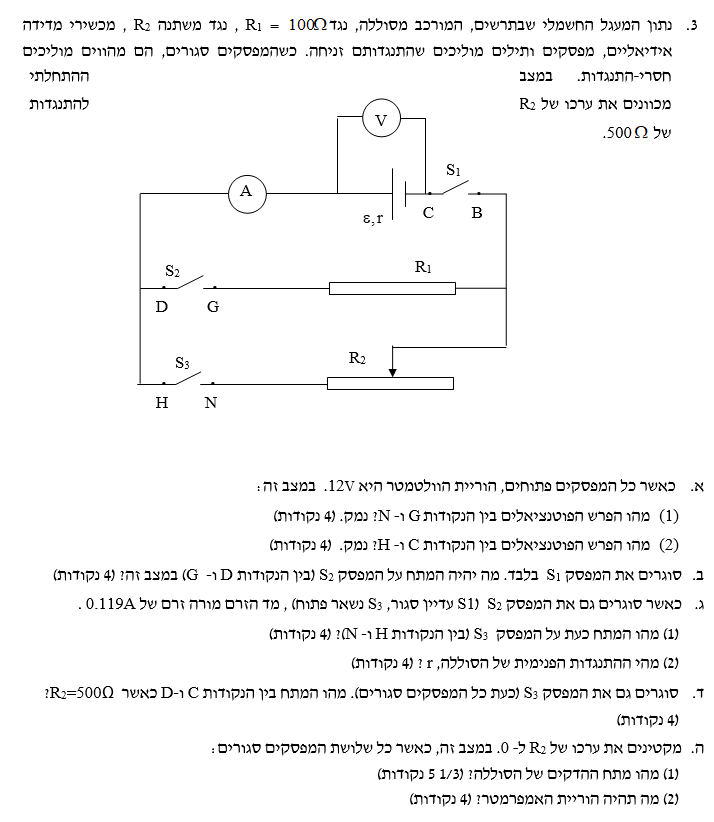 3. נתון המעגל החשמלי שבתרשים, המורכב מסוללה, נגד R1 = 100Ω , נגד משתנה R2 , מכשירי מדידה
אידיאליים, מפסקים ותילים מוליכים שהתנגדותם זניחה. כשהמפסקים סגורים, הם מהווים מוליכים
חסרי-התנגדות. במצב ההתחלתי
מכוונים את ערכו של R2 להתנגדות
של 500Ω.
V
S1
A
ε,r
C
B
S2
R1
D
G
S3
R2
H
N
א. כאשר כל המפסקים פתוחים, הוריית הוולטמטר היא 12V. במצב זה:
(1) מהו הפרש הפוטנציאלים בין הנקודות G ו- N? נמק. (4 נקודות)
(2) מהו הפרש הפוטנציאלים בין הנקודות C ו- H? נמק. (4 נקודות)
ב. סוגרים את המפסק S1 בלבד. מה יהיה המתח על המפסק S2 (בין הנקודות D ו- G) במצב זה? (4 נקודות)
ג. כאשר סוגרים גם את המפסק S2 (S1 עדיין סגור, S3 נשאר פתוח) , מד הזרם מורה זרם של 0.119A .
(1) מהו המתח כעת על המפסק S3 (בין הנקודות H ו- N)? (4 נקודות)
(2) מהי ההתנגדות הפנימית של הסוללה, r ? (4 נקודות)
ד. סוגרים גם את המפסק S3 (כעת כל המפסקים סגורים). מהו המתח בין הנקודות C ו-D כאשר R2=500Ω?
(4 נקודות)
ה. מקטינים את ערכו של R2 ל- 0. במצב זה, כאשר כל שלושת המפסקים סגורים:
(1) מהו מתח ההדקים של הסוללה? (5 1/3 נקודות)
(2) מה תהיה הוריית האמפרמטר? (4 נקודות)